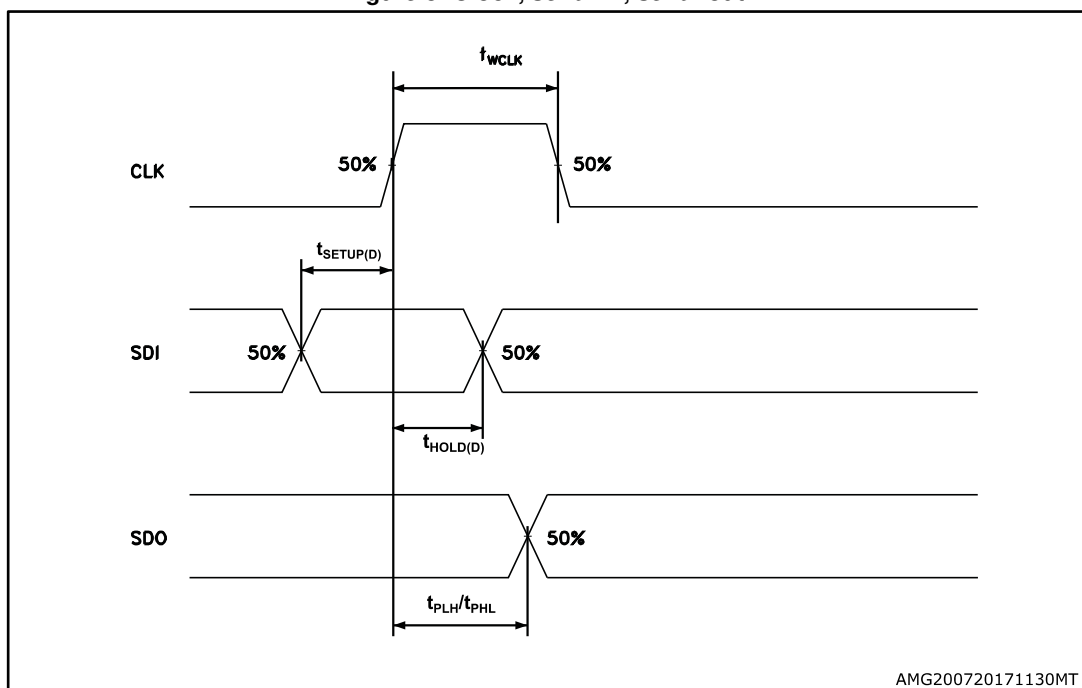 tWCLK
CLK
50%
50%
tSETUP(D)
SDI
50%
50%
tHOLD(D)
SDO
50%
tPLH/tPHL
AMG200720171130MT